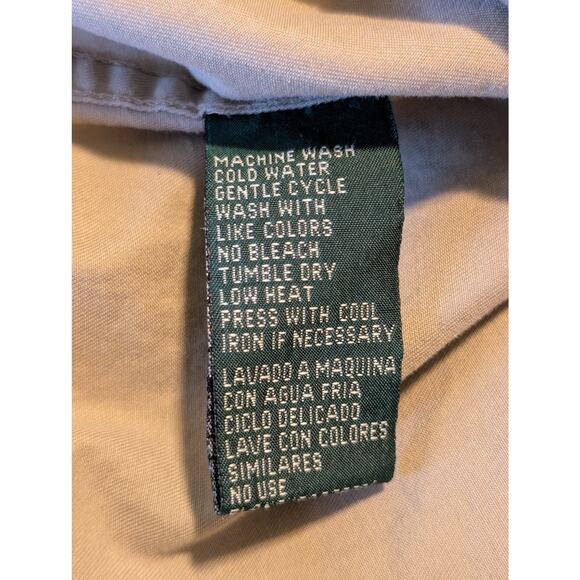 MACHINE WASH
COLD WATER
GENTLE CYCLE
WASH WITH
LIKE COLORS
NO BLEACH
TUMBLE DRY
LOW HEAT
PRESS WITH COOL
IRON IF NECESSARY
LAVADO A MAQUINA
CON AGUA FRIA
CICLO DELICADO
LAVE CON COLORES
SIMILARES
NO USE